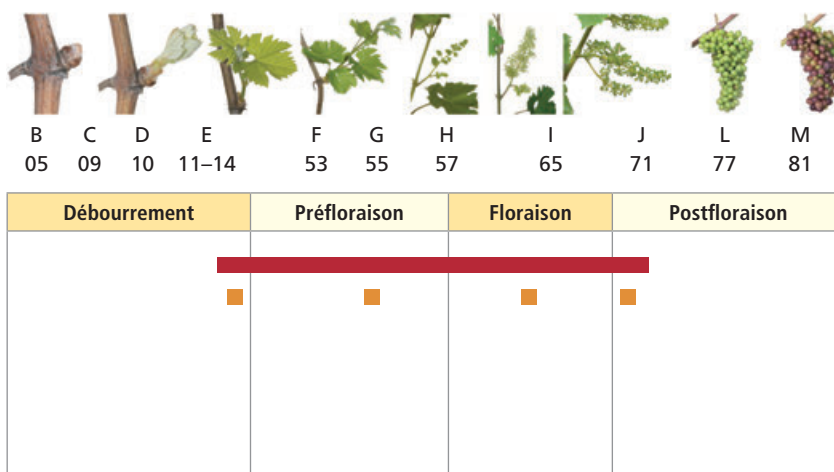 B C D E F G H I J L M
05 09 10 11–14 53 55 57 65 71 77 81
Débourrement Préfloraison Floraison Postfloraison